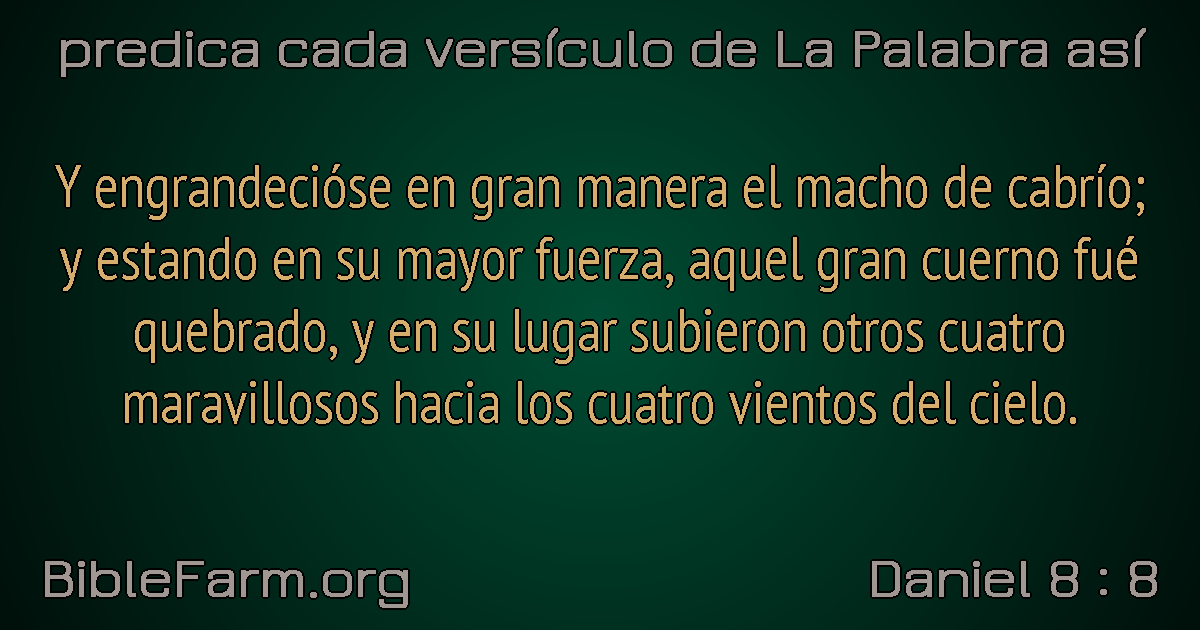 predica cada versículo de La Palabra así
Y engrandecióse en gran manera el macho de cabrío;
y estando en su mayor fuerza, aquel gran cuerno fué
quebrado, y en su lugar subieron otros cuatro
maravillosos hacia los cuatro vientos del cielo.
BibleFarm.org
Daniel 8 : 8